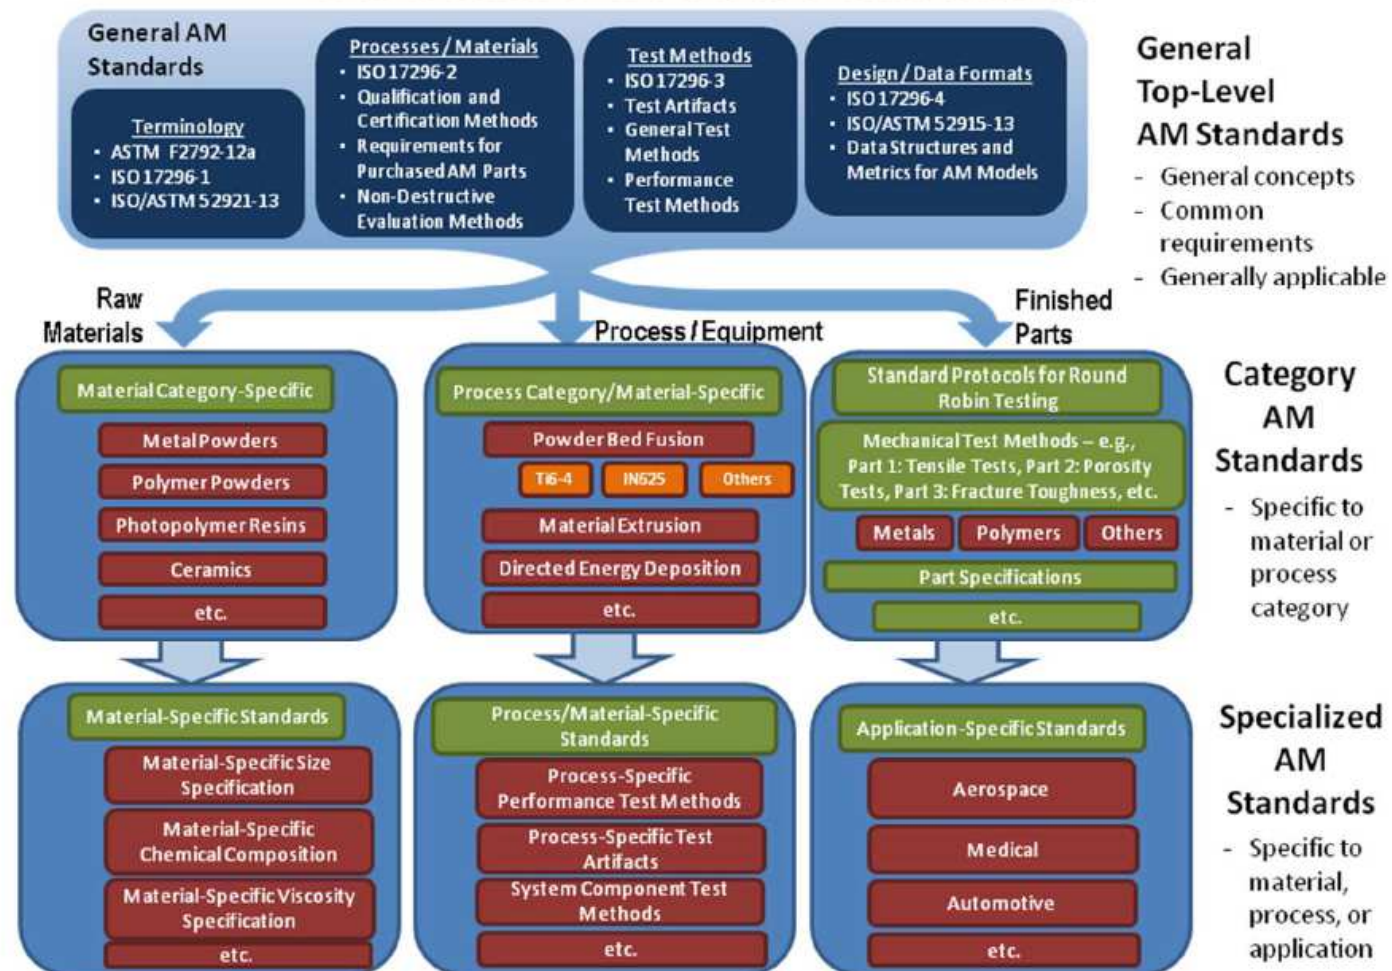 General AM
Standards
Terminology
▪ ASTM F2792-12a
▪ ISO 17296-1
▪ ISO/ASTM 52921-13
Processes / Materials
• ISO 17296-2
• Qualification and
Certification Methods
• Requirements for
Purchased AM Parts
• Non-Destructive
Evaluation Methods
Test Methods
• ISO 17296-3
• Test Artifacts
• General Test
Methods
• Performance
Test Methods
Design / Data Formats
• ISO 17296-4
• ISO/ASTM 52915-13
• Data Structures and
Metrics for AM Models
General
Top-Level
AM Standards
- General concepts
- Common
requirements
- Generally applicable
Raw
Materials
Process / Equipment
Finished
Parts
Material Category-Specific
Metal Powders
Polymer Powders
Photopolymer Resins
Ceramics
etc.
Process Category/Material-Specific
Powder Bed Fusion
Ti6-4
IN625
Others
Material Extrusion
Directed Energy Deposition
etc.
Standard Protocols for Round
Robin Testing
Mechanical Test Methods – e.g.,
Part 1: Tensile Tests, Part 2: Porosity
Tests, Part 3: Fracture Toughness, etc.
Metals
Polymers
Others
Part Specifications
etc.
Category
AM
Standards
- Specific to
material or
process
category
Material-Specific Standards
Material-Specific Size
Specification
Material-Specific
Chemical Composition
Material-Specific Viscosity
Specification
etc.
Process/Material-Specific
Standards
Process-Specific
Performance Test Methods
Process-Specific Test
Artifacts
System Component Test
Methods
etc.
Application-Specific Standards
Aerospace
Medical
Automotive
etc.
Specialized
AM
Standards
- Specific to
material,
process, or
application